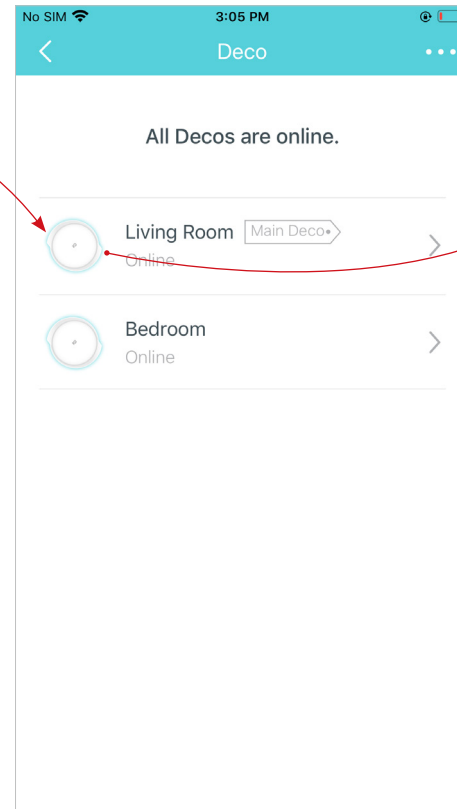 No SIM 3:05 PM
Deco
All Decos are online.
Living Room Main Deco
Online
Bedroom
Online